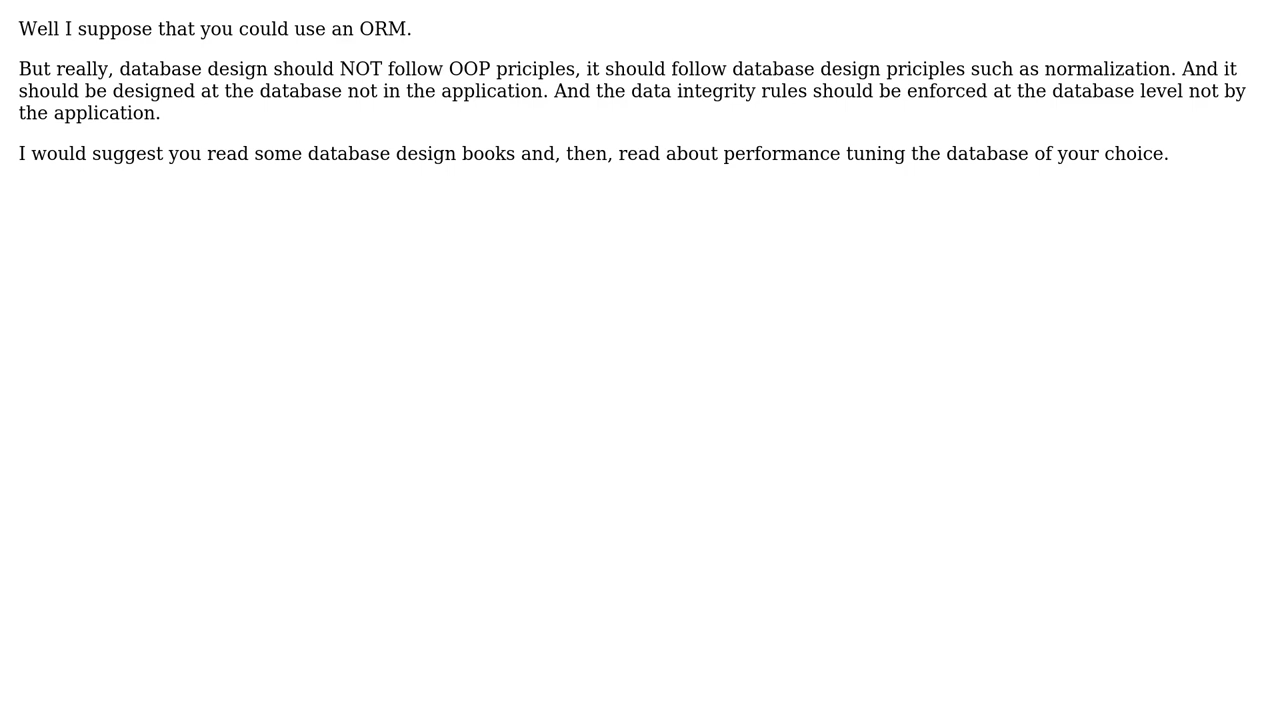 Well I suppose that you could use an ORM.
But really, database design should NOT follow OOP priciples, it should follow database design priciples such as normalization. And it
should be designed at the database not in the application. And the data integrity rules should be enforced at the database level not by
the application.
I would suggest you read some database design books and, then, read about performance tuning the database of your choice.